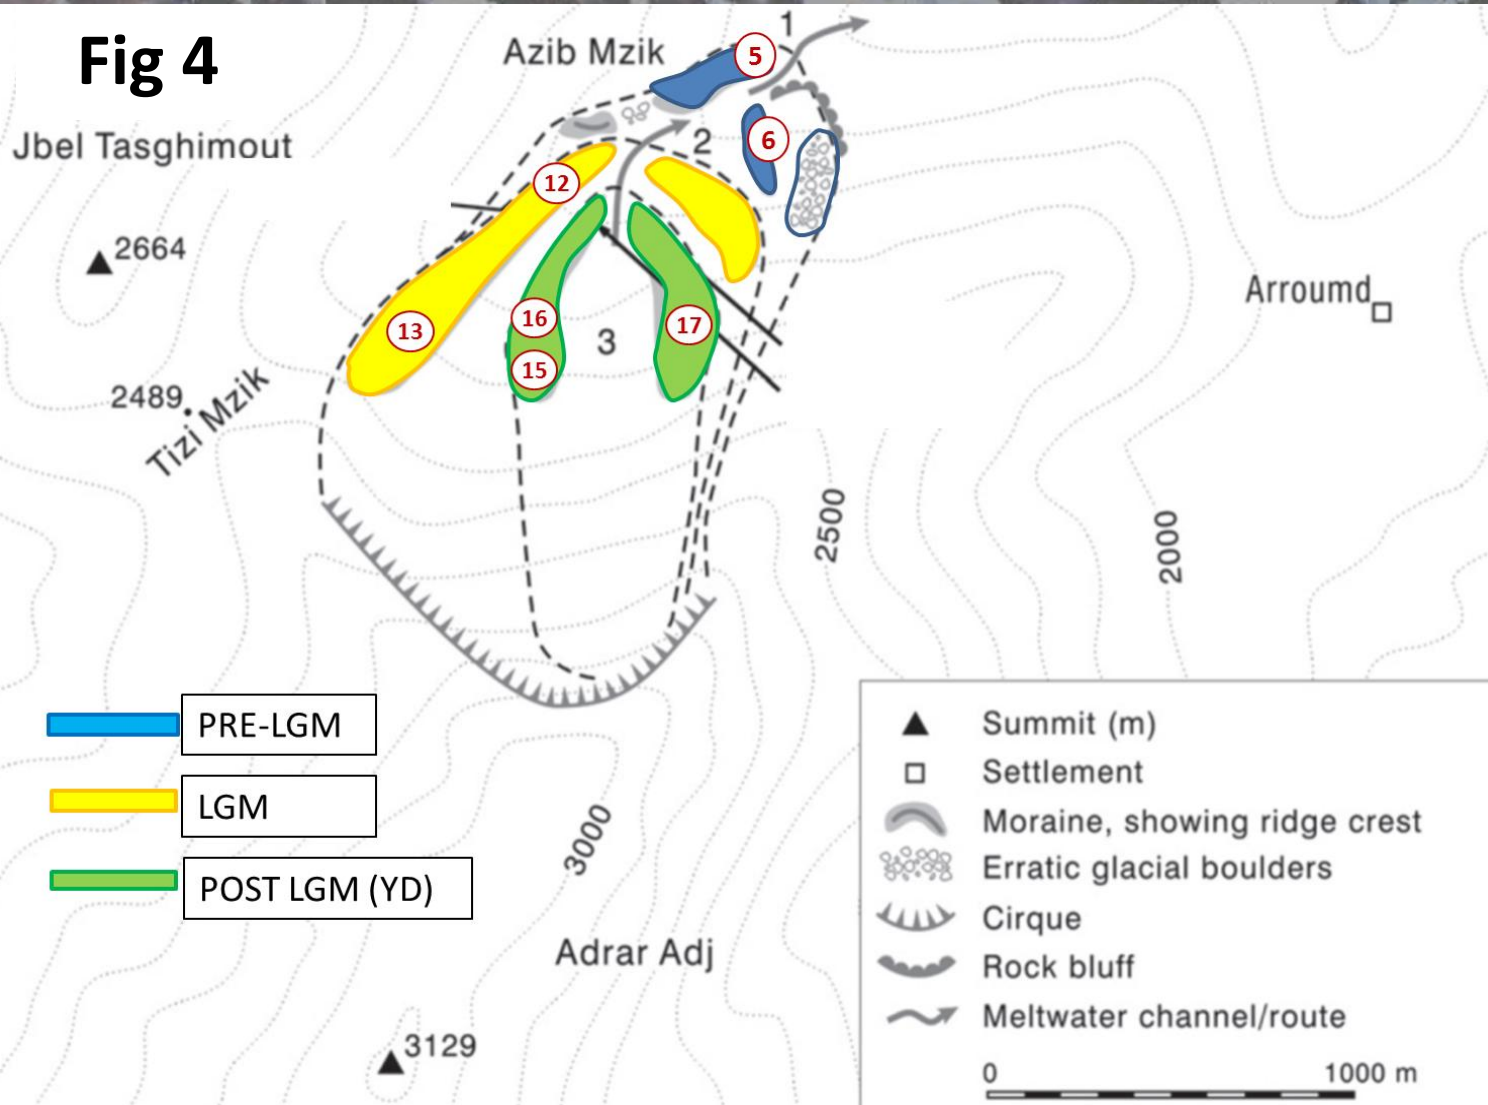 Fig 4
1
Azib Mzik
5
Jbel Tasghimout
2
6
12
2664
Arroumd
13
16
3
17
15
2489
Tizi Mzik
2500
2000
PRE-LGM
LGM
POST LGM (YD)
3000
Adrar Adj
3129
Summit (m)
Settlement
Moraine, showing ridge crest
Erratic glacial boulders
Cirque
Rock bluff
Meltwater channel/route
0 1000 m